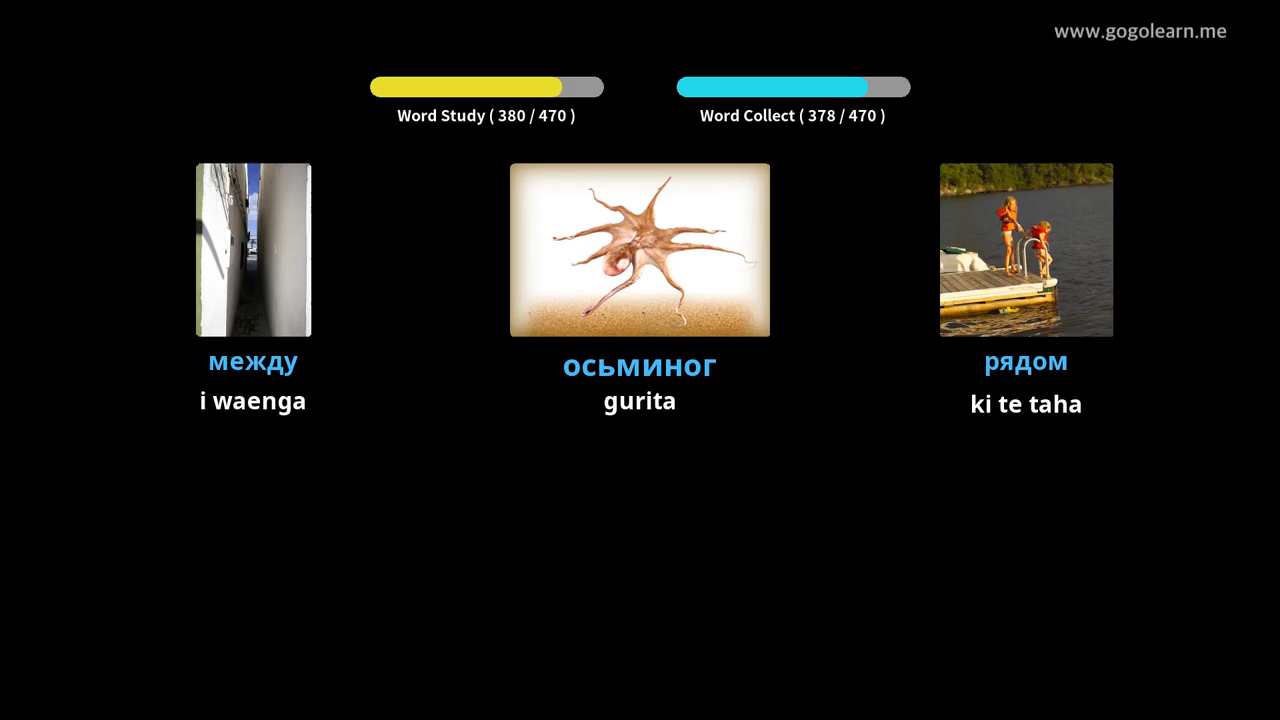 www.gogolearn.me
Word Study ( 380 / 470 )
Word Collect ( 378 / 470 )
между
i waenga
осьминог
gurita
рядом
ki te taha